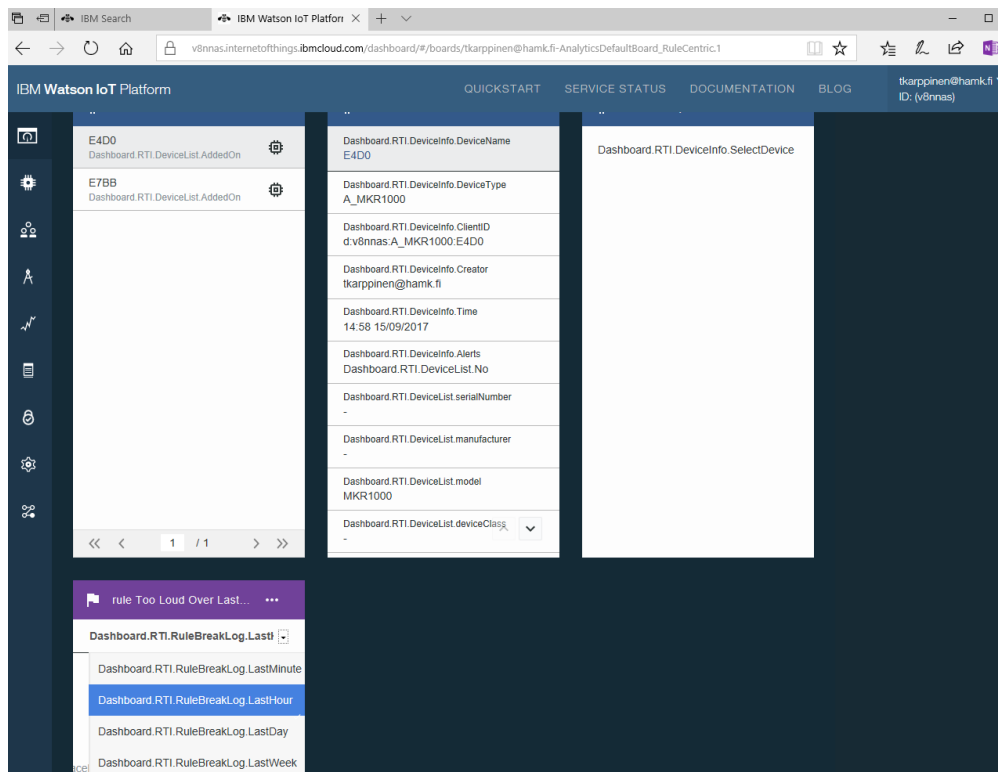 IBM Search
IBM Watson IoT Platforr
v8nnas.internetofthings.ibmcloud.com/dashboard/#/boards/tkarppinen@hamk.fi-AnalyticsDefaultBoard_RuleCentric.1
IBM Watson IoT Platform
QUICKSTART
SERVICE STATUS
DOCUMENTATION
BLOG
tkarppinen@hamk.fi
ID: (v8nnas)
E4D0
Dashboard.RTI.DeviceList.AddedOn
E7BB
Dashboard.RTI.DeviceList.AddedOn
1 / 1
Dashboard.RTI.DeviceInfo.DeviceName
E4D0
Dashboard.RTI.DeviceInfo.DeviceType
A_MKR1000
Dashboard.RTI.DeviceInfo.ClientID
d:v8nnas:A_MKR1000:E4D0
Dashboard.RTI.DeviceInfo.Creator
tkarppinen@hamk.fi
Dashboard.RTI.DeviceInfo.Time
14:58 15/09/2017
Dashboard.RTI.DeviceInfo.Alerts
Dashboard.RTI.DeviceList.No
Dashboard.RTI.DeviceList.serialNumber
-
Dashboard.RTI.DeviceList.manufacturer
-
Dashboard.RTI.DeviceList.model
MKR1000
Dashboard.RTI.DeviceList.deviceClass
-
Dashboard.RTI.DeviceInfo.SelectDevice
rule Too Loud Over Last...
Dashboard.RTI.RuleBreakLog.LastH
Dashboard.RTI.RuleBreakLog.LastMinute
Dashboard.RTI.RuleBreakLog.LastHour
Dashboard.RTI.RuleBreakLog.LastDay
Dashboard.RTI.RuleBreakLog.LastWeek